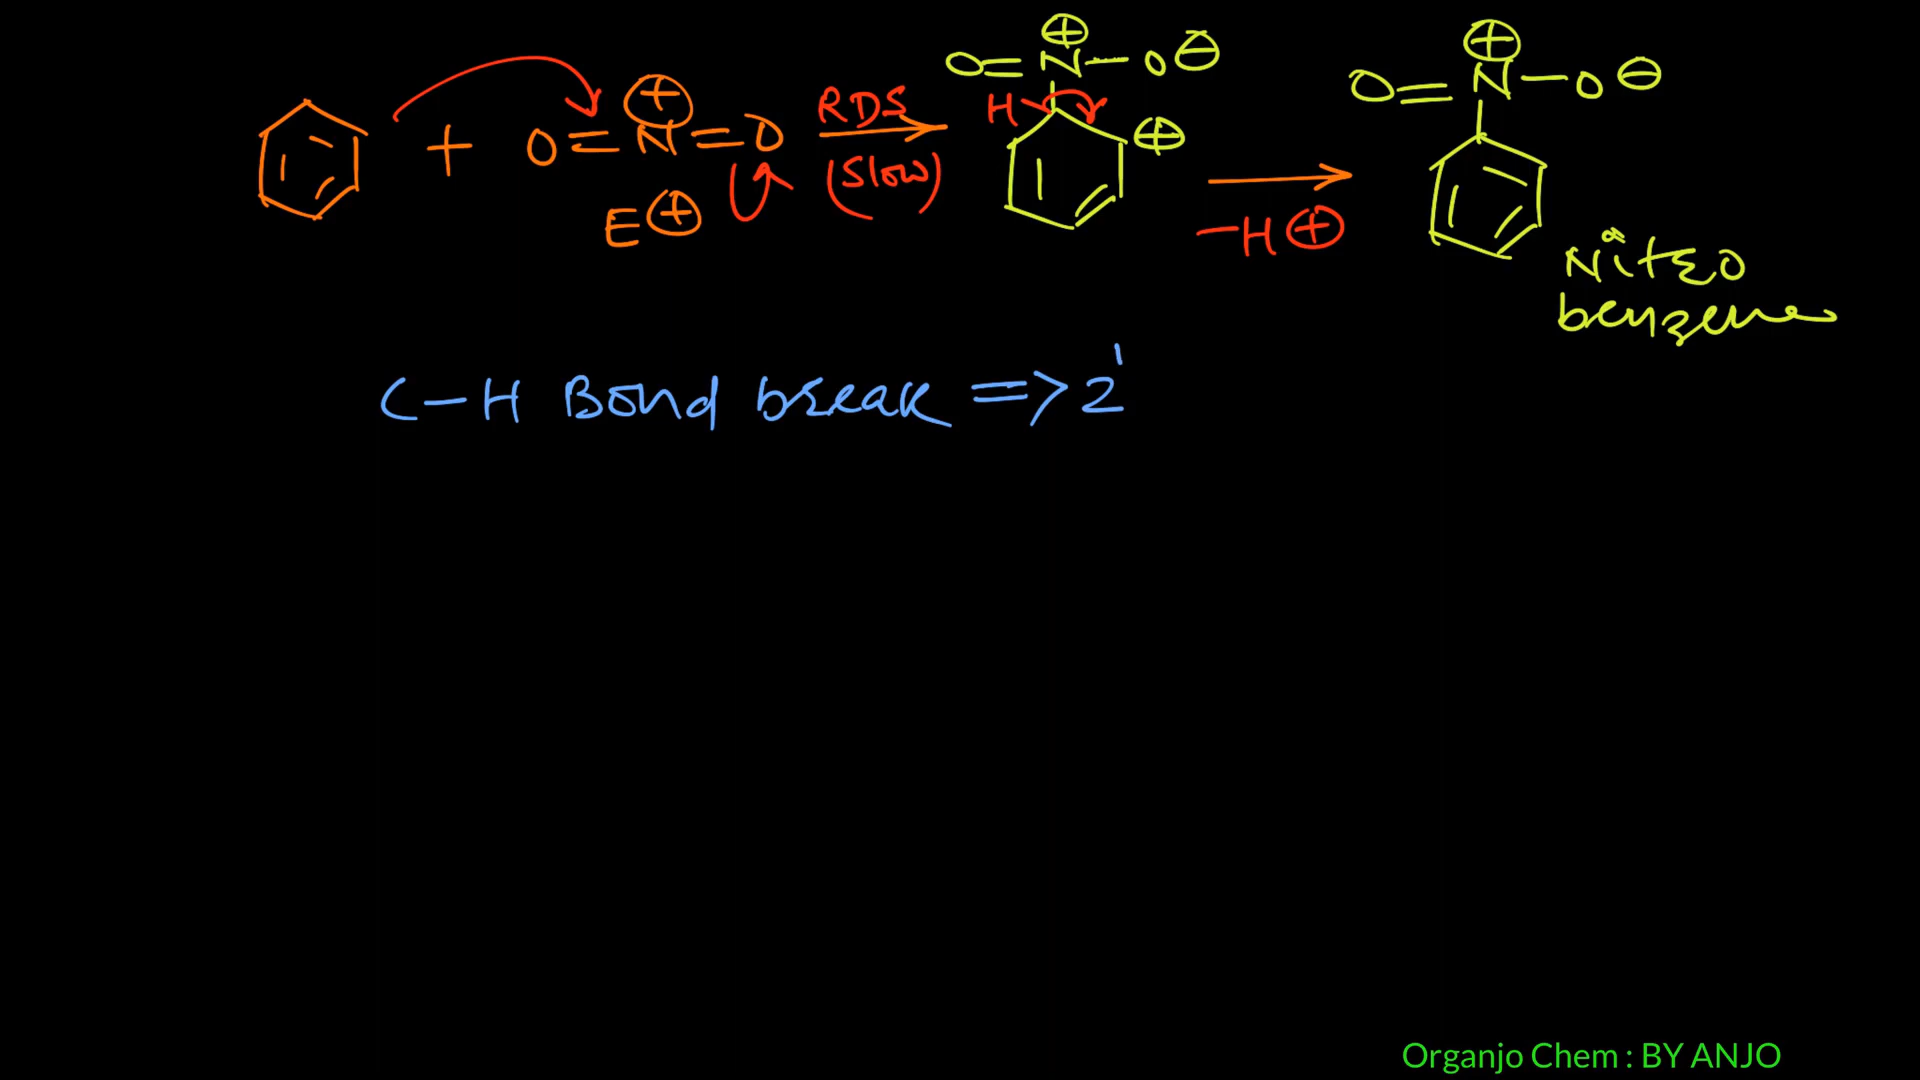 + O=N⊕=O RDS O=N⊕–O⊖ O=N⊕–O⊖
E⊕ (Slow) H ⊕
–H⊕
Nitro
benzene
C–H Bond break => 2'
Organjo Chem : BY ANJO